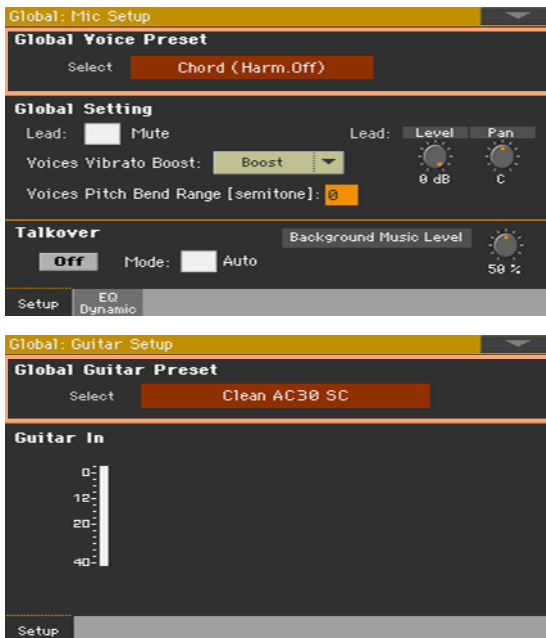 Global: Mic Setup
Global Voice Preset
Select Chord (Harm.Off)
Global Setting
Lead: Mute Lead: Level Pan
Voices Vibrato Boost: Boost
0 dB C
Voices Pitch Bend Range [semitone]: 0
Talkover Background Music Level
Off Mode: Auto
50 %
Setup EQ Dynamic
Global: Guitar Setup
Global Guitar Preset
Select Clean AC30 SC
Guitar In
0
12
20
40
Setup